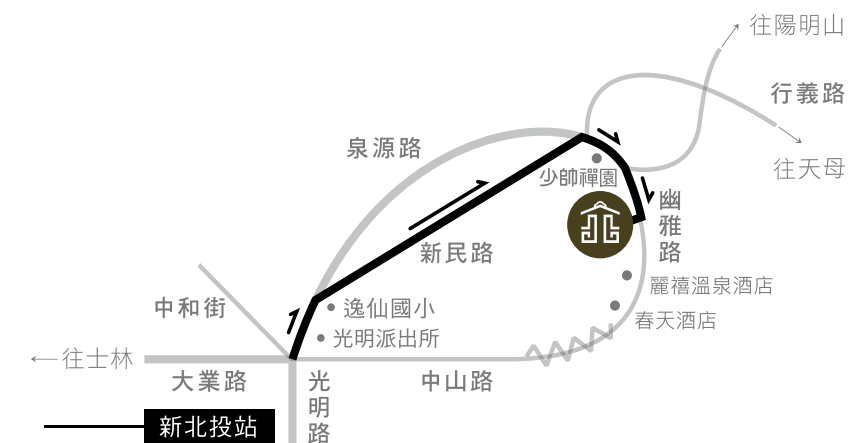 往陽明山
行義路
泉源路
往天母
少帥禪園
幽雅路
新民路
麗禧溫泉酒店
中和街
逸仙國小
春天酒店
光明派出所
往士林
大業路
光明路
中山路
新北投站